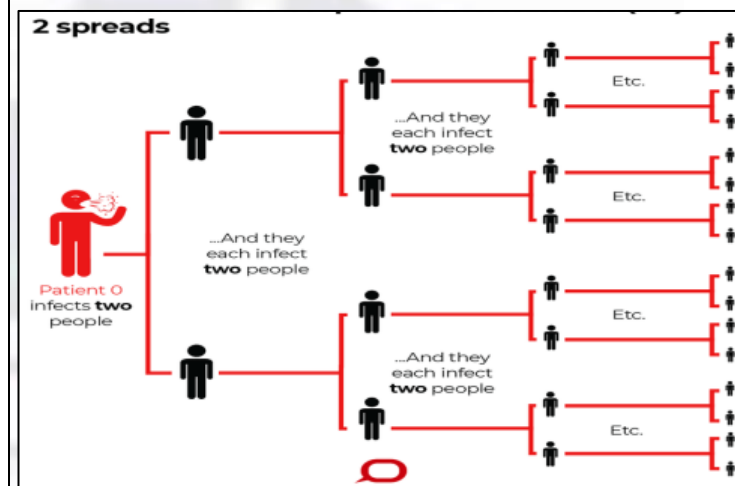 2 spreads
Patient 0
infects two
people
...And they
each infect
two people
...And they
each infect
two people
...And they
each infect
two people
Etc.
Etc.
Etc.
Etc.